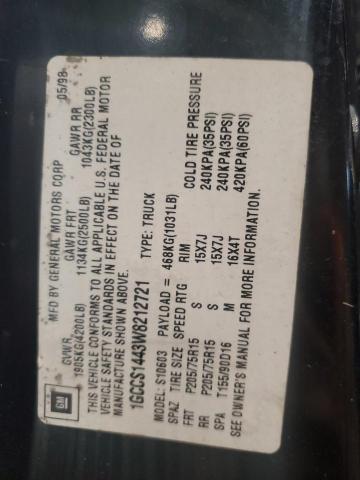 GM
MFD BY GENERAL MOTORS CORP 05/98
GVWR GAWR FRT GAWR RR
1905KG(4200LB) 1134KG(2500LB) 1043KG(2300LB)
THIS VEHICLE CONFORMS TO ALL APPLICABLE U.S. FEDERAL MOTOR
VEHICLE SAFETY STANDARDS IN EFFECT ON THE DATE OF
MANUFACTURE SHOWN ABOVE.
1GCCS1443W8212721 TYPE: TRUCK
MODEL: S10603 PAYLOAD = 468KG(1031LB)
SPAZ TIRE SIZE SPEED RTG RIM COLD TIRE PRESSURE
FRT P205/75R15 S 15X7J 240KPA(35PSI)
RR P205/75R15 S 15X7J 240KPA(35PSI)
SPA T155/90D16 M 16X4T 420KPA(60PSI)
SEE OWNER'S MANUAL FOR MORE INFORMATION.